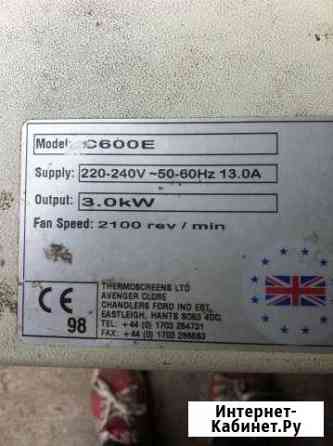 Model: C600E
Supply: 220-240V ~50-60Hz 13.0A
Output: 3.0kW
Fan Speed: 2100 rev / min
CE
98
THERMOSCREENS LTD
AVENGER CLOSE
CHANDLERS FORD IND EST,
EASTLEIGH, HANTS SO53 4DQ,
TEL: +44 (0) 1703
FAX: +44 (0) 1703
Интернет-
Кабинет.Ру